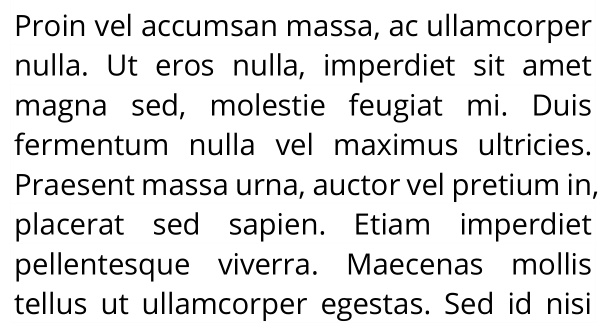 Proin vel accumsan massa, ac ullamcorper
nulla. Ut eros nulla, imperdiet sit amet
magna sed, molestie feugiat mi. Duis
fermentum nulla vel maximus ultricies.
Praesent massa urna, auctor vel pretium in,
placerat sed sapien. Etiam imperdiet
pellentesque viverra. Maecenas mollis
tellus ut ullamcorper egestas. Sed id nisi